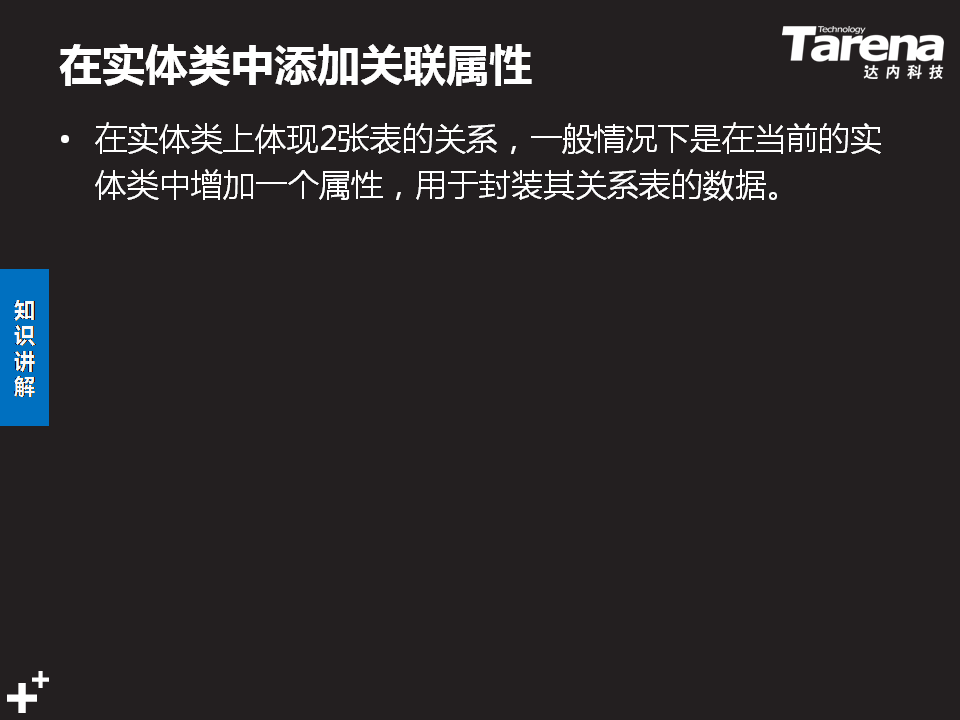 在实体类中添加关联属性
Technology
Tarena
达内科技
• 在实体类上体现2张表的关系，一般情况下是在当前的实
体类中增加一个属性，用于封装其关系表的数据。
知
识
讲
解